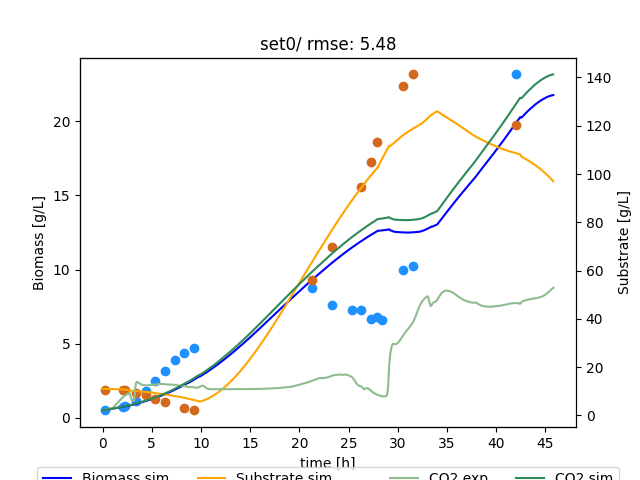 set0/ rmse: 5.48
Biomass [g/L]
20
15
10
5
0
140
120
100
80
60
40
20
0
Substrate [g/L]
0 5 10 15 20 25 30 35 40 45
time [h]
Biomass sim Substrate sim CO2 exp CO2 sim